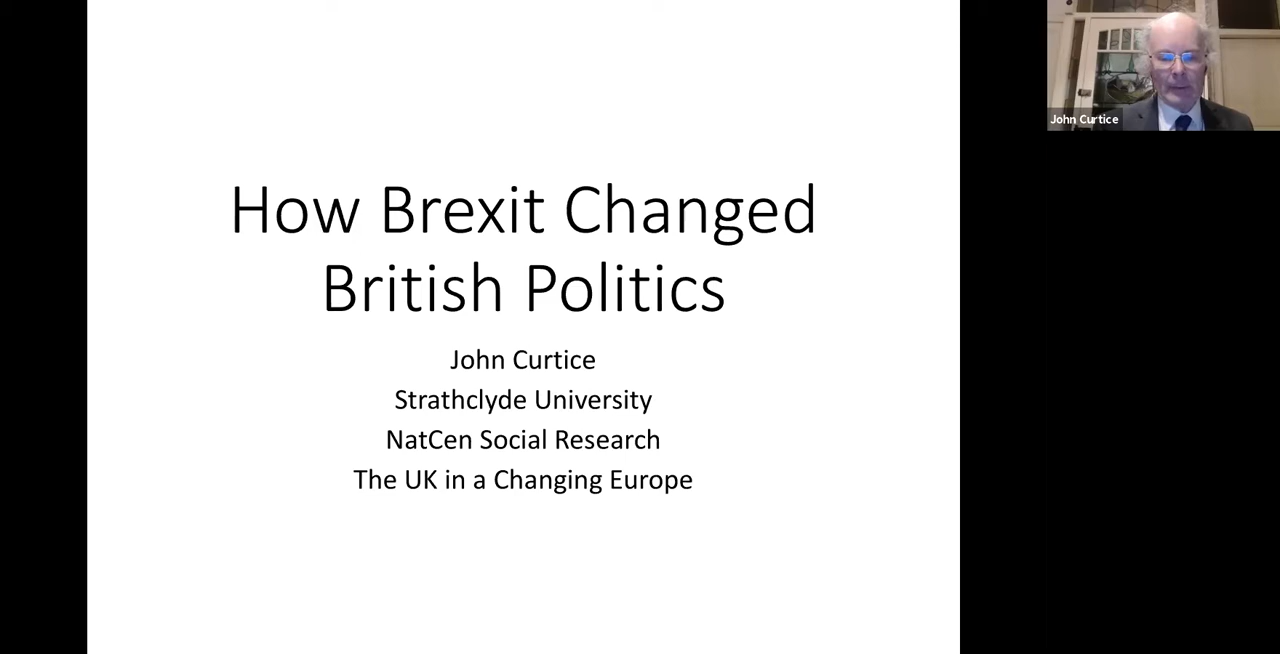 How Brexit Changed
British Politics
John Curtice
Strathclyde University
NatCen Social Research
The UK in a Changing Europe
John Curtice